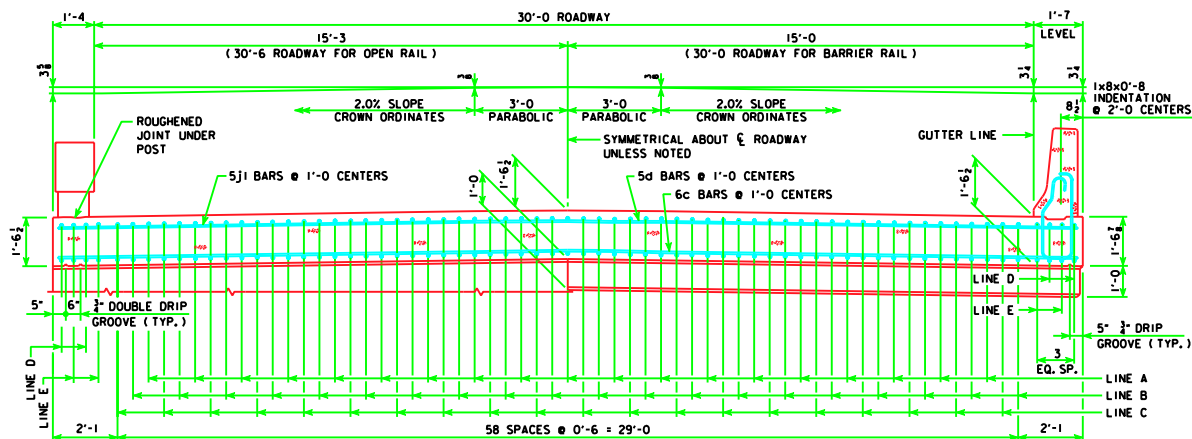 1'-4
30'-0 ROADWAY
1'-7
LEVEL
15'-3
(30'-6 ROADWAY FOR OPEN RAIL)
15'-0
(30'-0 ROADWAY FOR BARRIER RAIL)
3 5/8
3/8
3/8
3 1/4
3 1/4
2.0% SLOPE
CROWN ORDINATES
3'-0
PARABOLIC
3'-0
PARABOLIC
2.0% SLOPE
CROWN ORDINATES
1x8x0'-8
INDENTATION
@ 2'-0 CENTERS
8 1/2
ROUGHENED
JOINT UNDER
POST
SYMMETRICAL ABOUT ℄ ROADWAY
UNLESS NOTED
GUTTER LINE
5j1 BARS @ 1'-0 CENTERS
1'-0
1'-6 1/2
5d BARS @ 1'-0 CENTERS
6c BARS @ 1'-0 CENTERS
1'-6 1/2
1'-6 1/2
1'-6 7/8
1'-0
LINE D
LINE E
5"
6"
3/4" DOUBLE DRIP
GROOVE (TYP.)
5"
3/4" DRIP
GROOVE (TYP.)
3
EQ. SP.
LINE D
LINE E
LINE A
LINE B
LINE C
2'-1
58 SPACES @ 0'-6 = 29'-0
2'-1